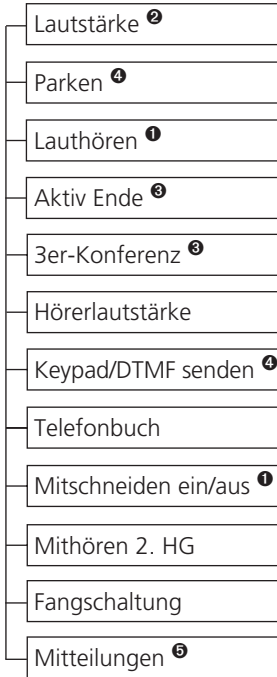 Lautstärke ❷
Parken ❹
Lauthören ❶
Aktiv Ende ❸
3er-Konferenz ❸
Hörerlautstärke
Keypad/DTMF senden ❹
Telefonbuch
Mitschneiden ein/aus ❶
Mithören 2. HG
Fangschaltung
Mitteilungen ❺